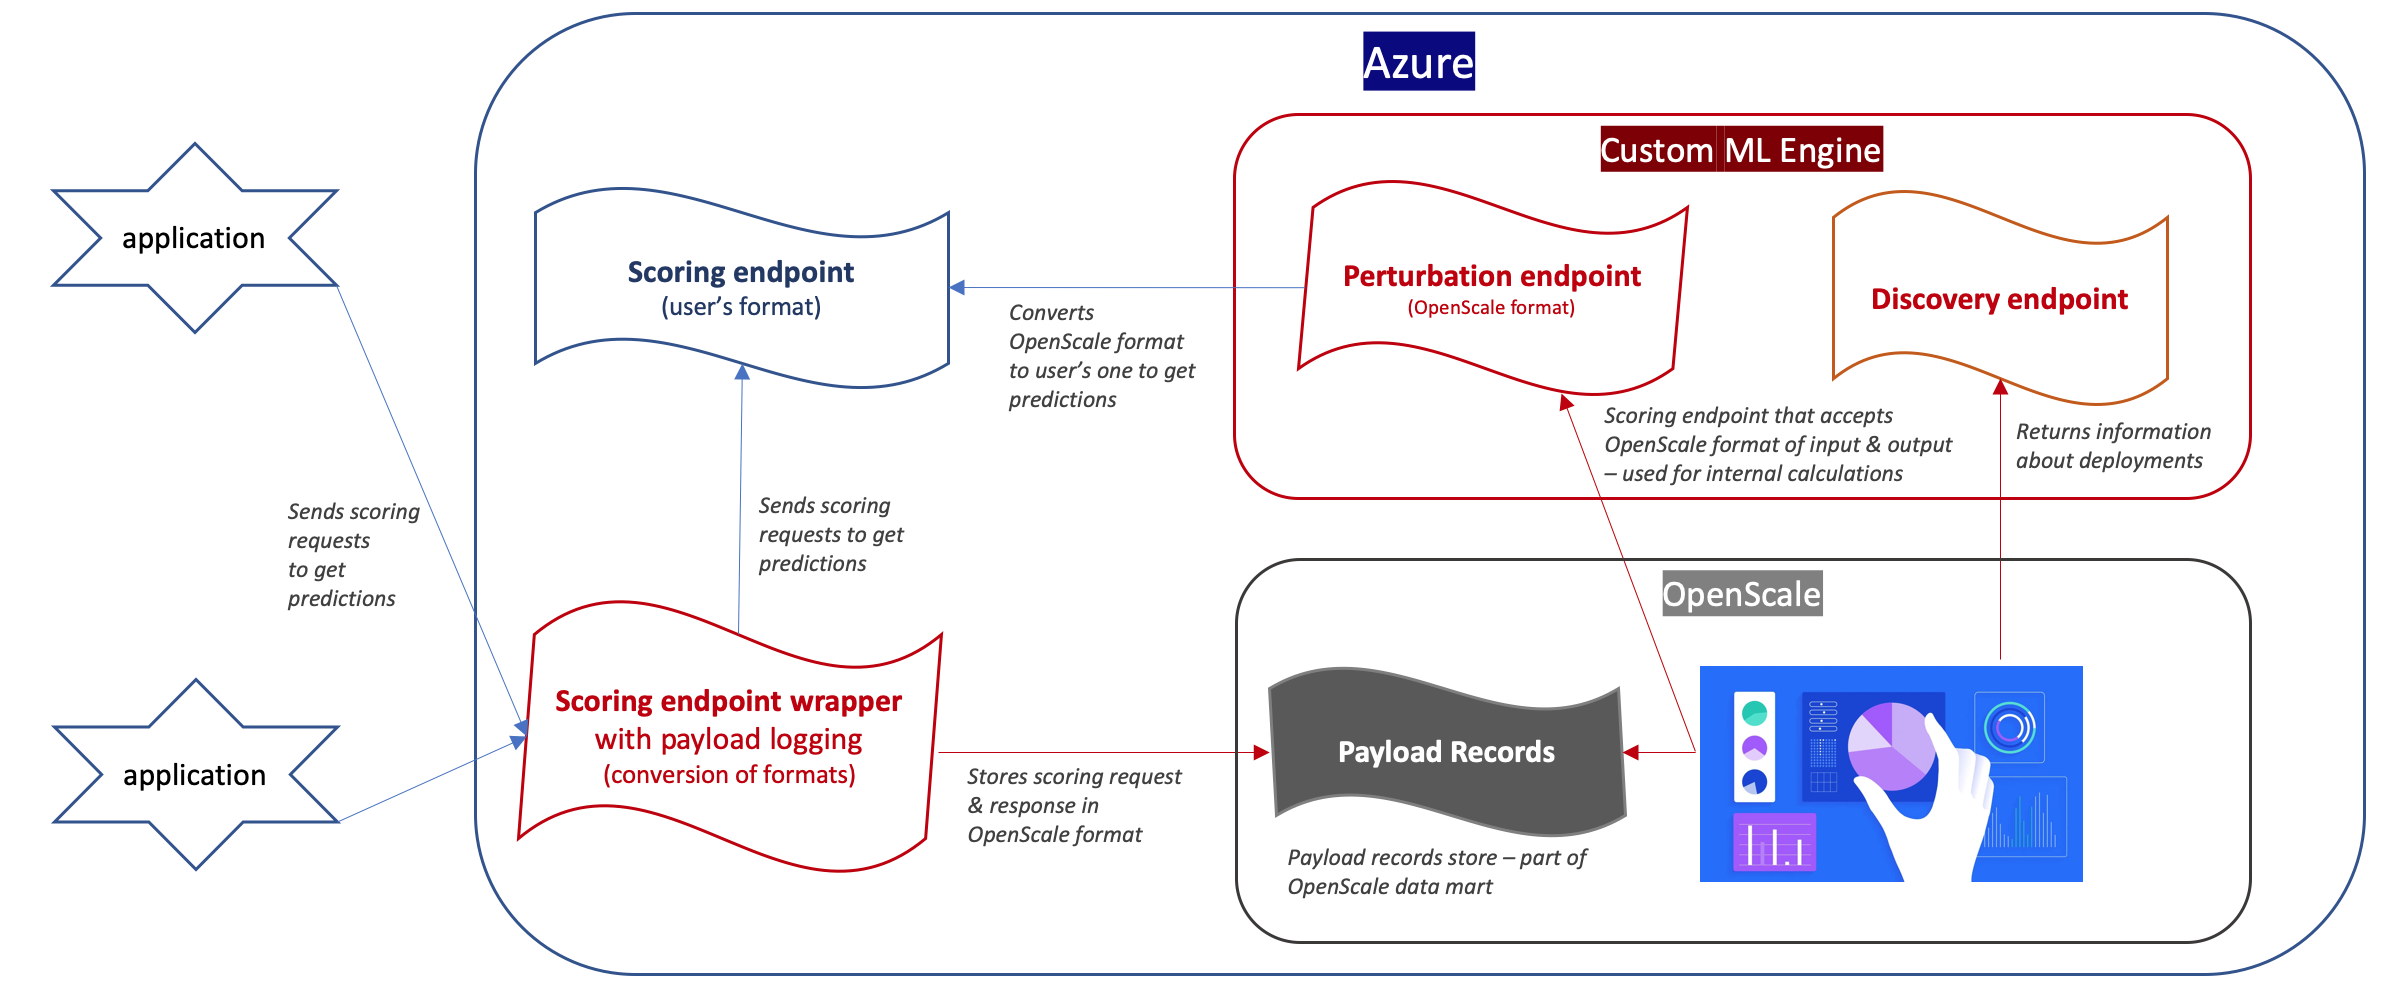 Azure
Custom ML Engine
application
Scoring endpoint
(user's format)
Converts
OpenScale format
to user's one to get
predictions
Perturbation endpoint
(OpenScale format)
Discovery endpoint
Scoring endpoint that accepts
OpenScale format of input & output
– used for internal calculations
Returns information
about deployments
Sends scoring
requests
to get
predictions
Sends scoring
requests to get
predictions
OpenScale
application
Scoring endpoint wrapper
with payload logging
(conversion of formats)
Stores scoring request
& response in
OpenScale format
Payload Records
Payload records store – part of
OpenScale data mart